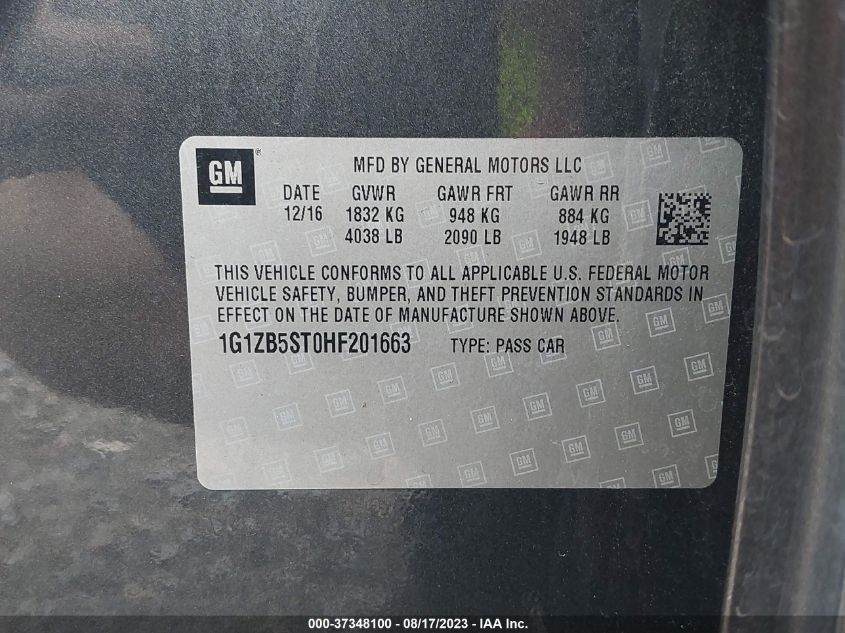 GM
MFD BY GENERAL MOTORS LLC
DATE GVWR GAWR FRT GAWR RR
12/16 1832 KG 948 KG 884 KG
4038 LB 2090 LB 1948 LB
THIS VEHICLE CONFORMS TO ALL APPLICABLE U.S. FEDERAL MOTOR
VEHICLE SAFETY, BUMPER, AND THEFT PREVENTION STANDARDS IN
EFFECT ON THE DATE OF MANUFACTURE SHOWN ABOVE.
1G1ZB5ST0HF201663 TYPE: PASS CAR
000-37348100 - 08/17/2023 - IAA Inc.